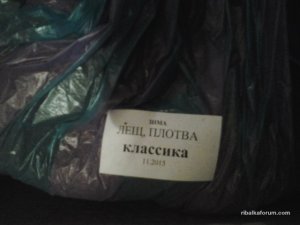 ЗИМА
ЛЕЩ, ПЛОТВА
классика
11.2015
ribalkaforum.com